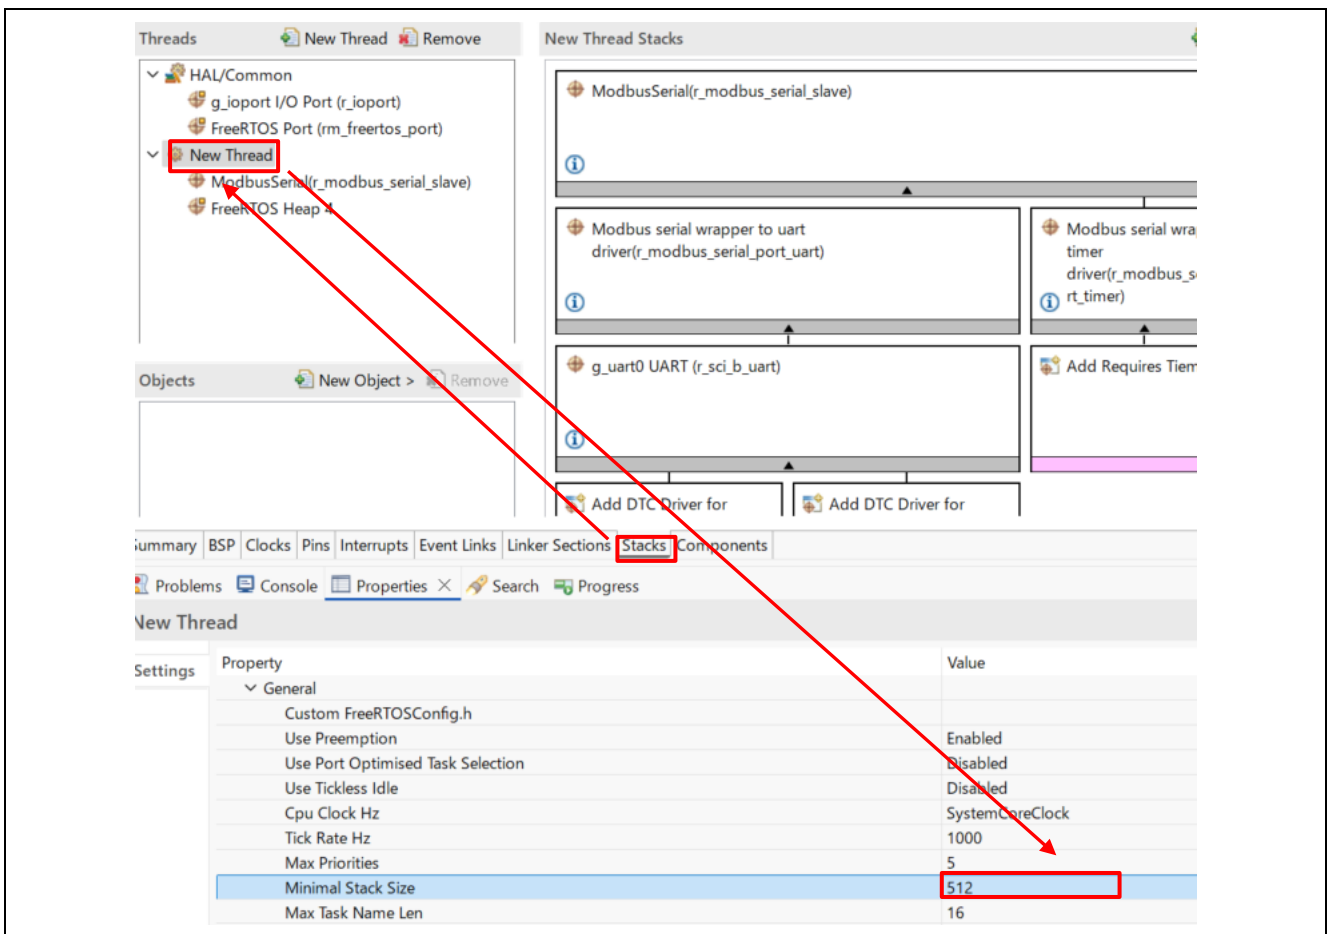 Threads New Thread Remove
HAL/Common
g_ioport I/O Port (r_ioport)
FreeRTOS Port (rm_freertos_port)
New Thread
ModbusSerial(r_modbus_serial_slave)
FreeRTOS Heap 4
Objects New Object > Remove
New Thread Stacks
ModbusSerial(r_modbus_serial_slave)
Modbus serial wrapper to uart
driver(r_modbus_serial_port_uart)
Modbus serial wra
timer
driver(r_modbus_s
rt_timer)
g_uart0 UART (r_sci_b_uart)
Add Requires Tiem
Add DTC Driver for
Add DTC Driver for
Summary BSP Clocks Pins Interrupts Event Links Linker Sections Stacks Components
Problems Console Properties Search Progress
New Thread
Settings
Property Value
General
Custom FreeRTOSConfig.h
Use Preemption Enabled
Use Port Optimised Task Selection Disabled
Use Tickless Idle Disabled
Cpu Clock Hz SystemCoreClock
Tick Rate Hz 1000
Max Priorities 5
Minimal Stack Size 512
Max Task Name Len 16